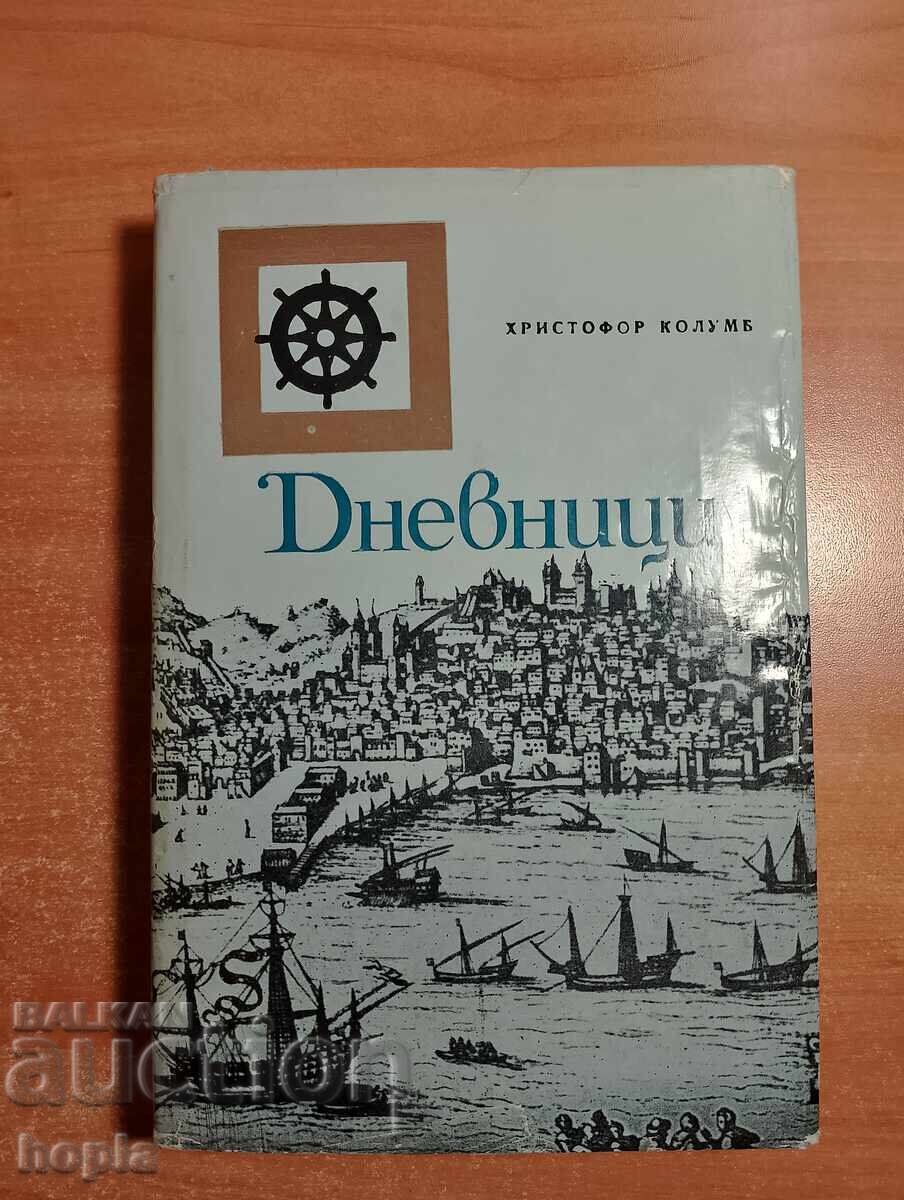 ХРИСТОФОР КОЛУМБ
Дневници
BALKAN
auction
hopla